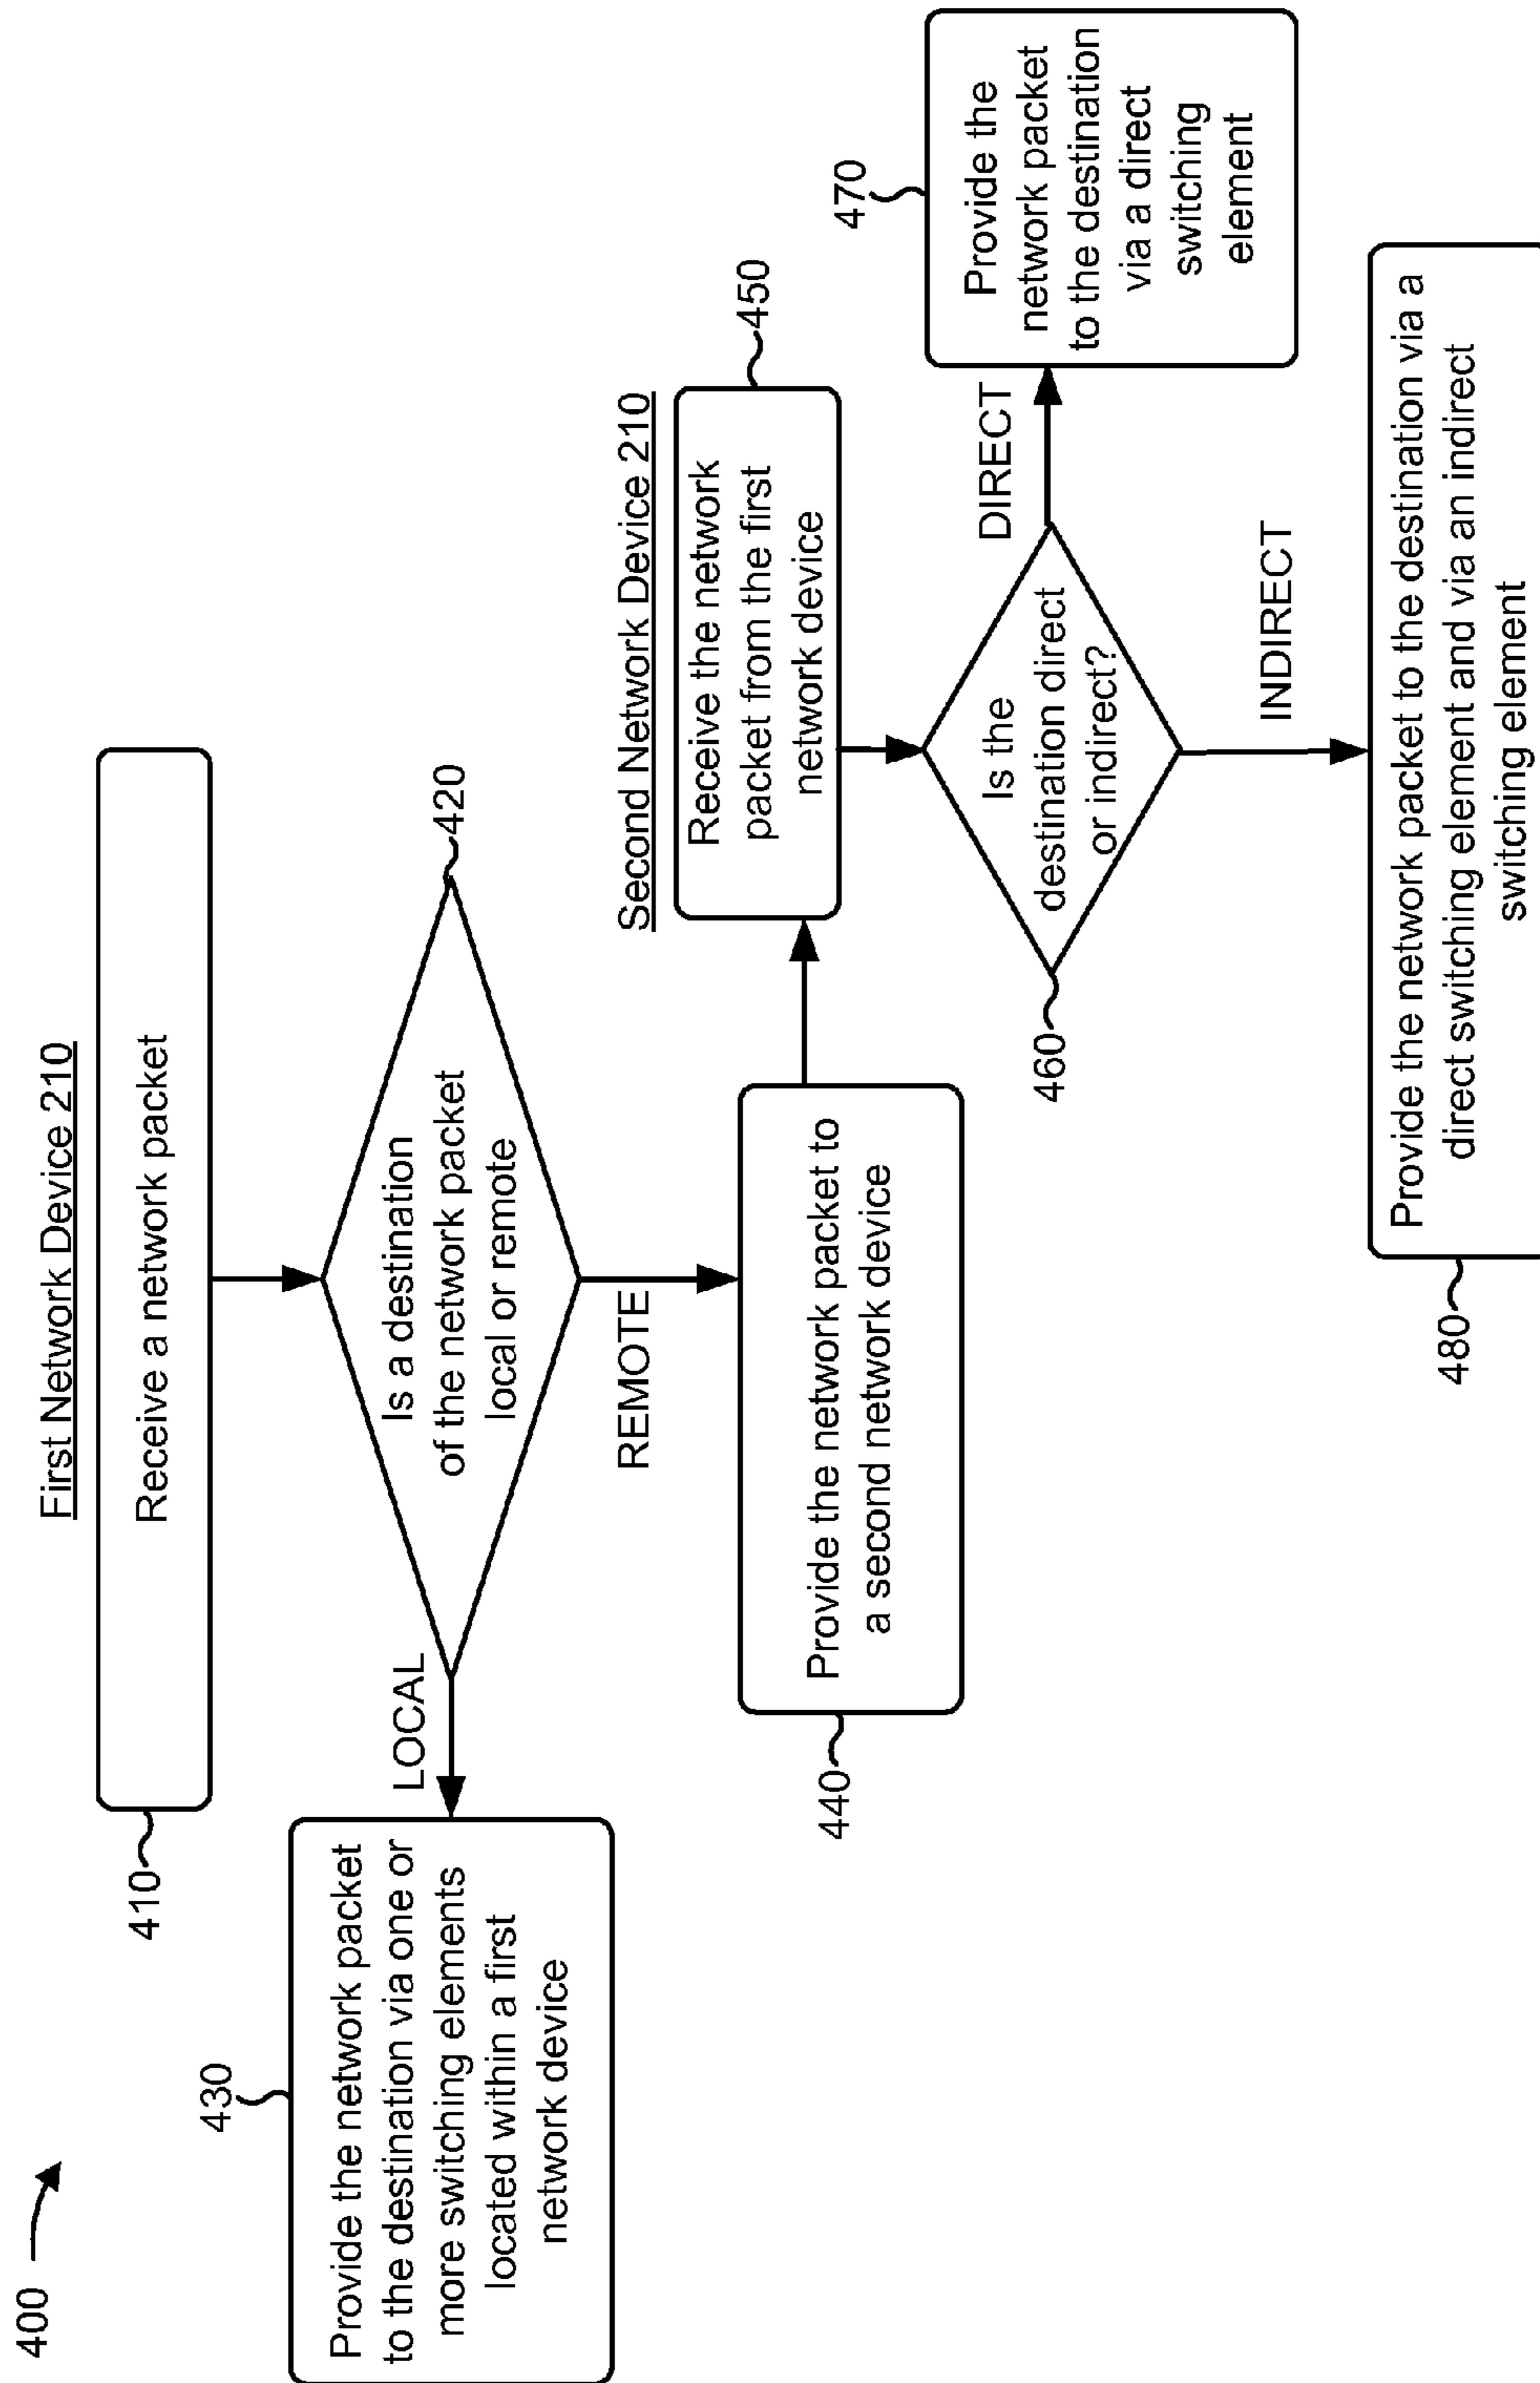 400
First Network Device 210
410
Receive a network packet
420
Is a destination
of the network packet
local or remote
LOCAL
430
Provide the network packet
to the destination via one or
more switching elements
located within a first
network device
REMOTE
440
Provide the network packet to
a second network device
Second Network Device 210
450
Receive the network
packet from the first
network device
460
Is the
destination direct
or indirect?
DIRECT
470
Provide the
network packet
to the destination
via a direct
switching
element
INDIRECT
480
Provide the network packet to the destination via a
direct switching element and via an indirect
switching element